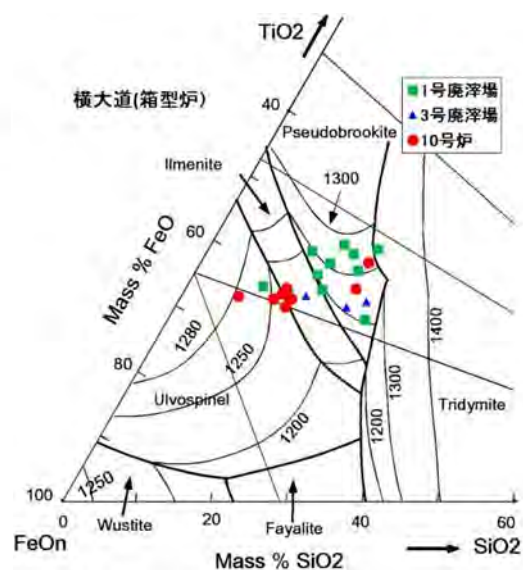 TiO2
横大道(箱型炉)
1号廃滓場
3号廃滓場
10号炉
40
Pseudobrookite
Ilmenite
1300
60
Mass % FeO
1280
1250
1400
80
Ulvospinel
1200
1300
1200
Tridymite
1250
100
0
20
40
60
Wustite
Fayalite
FeOn
Mass % SiO2
SiO2